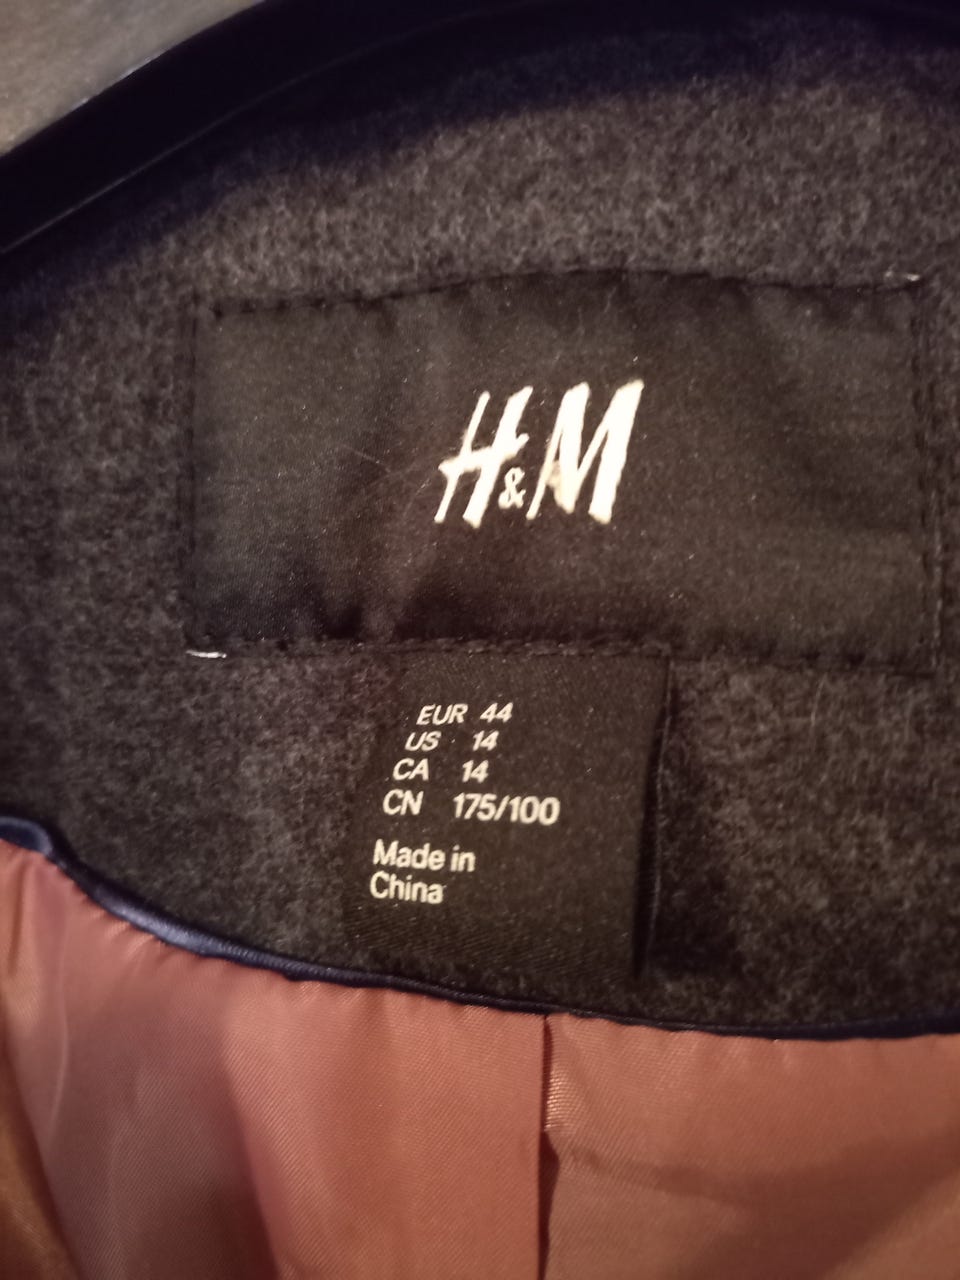 H&M
EUR 44
US 14
CA 14
CN 175/100
Made in
China